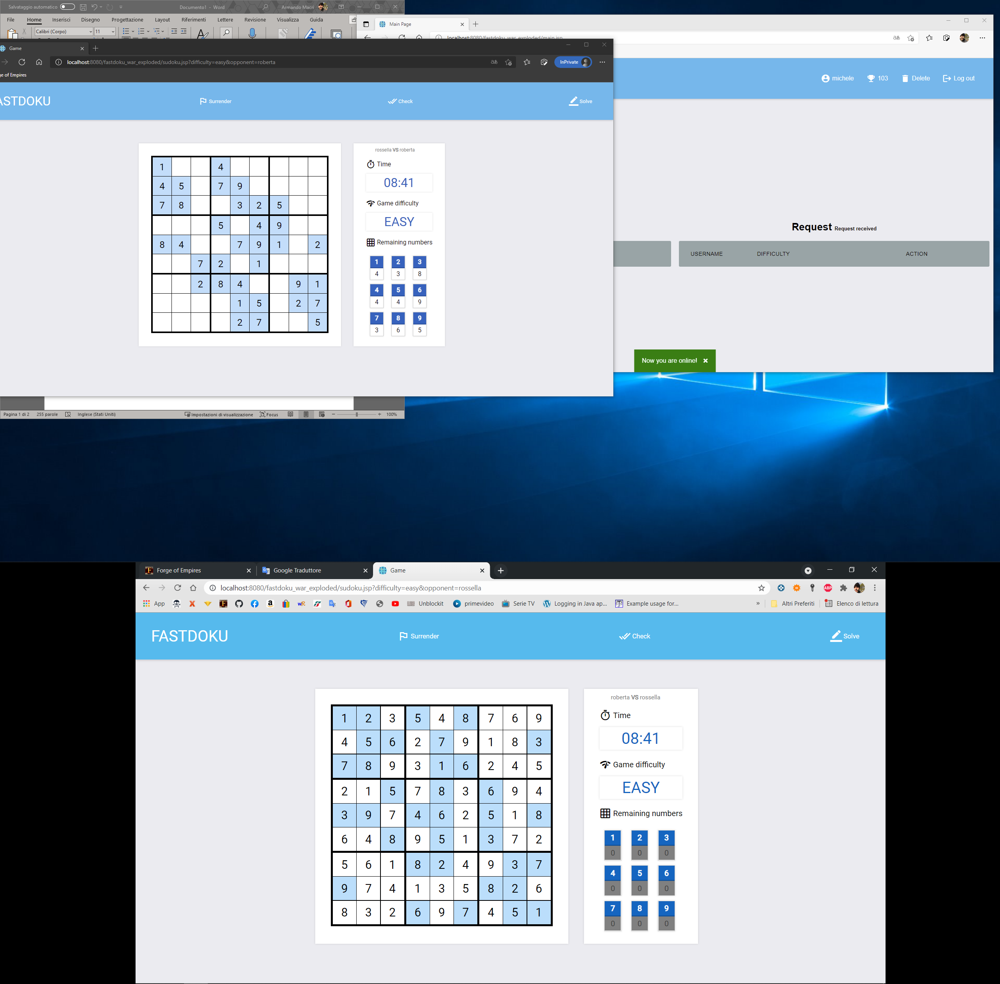 Salvataggio automatico
Documento1 - Word
Armando Macrì
File Home Inserisci Disegno Progettazione Layout Riferimenti Lettere Revisione Visualizza Guida
Calibri (Corpo) 11
Main Page
localhost:8080/fastdoku_war_exploded/main.jsp
michele 103 Delete Log out
Request Request received
USERNAME DIFFICULTY ACTION
Now you are online!
Game
localhost:8080/fastdoku_war_exploded/sudoku.jsp?difficulty=easy&opponent=roberta
InPrivate
ge of Empires
ASTDOKU
Surrender
Check
Solve
1 4
4 5 7 9
7 8 3 2 5
5 4 9
8 4 7 9 1 2
7 2 1
2 8 4 9 1
1 5 2 7
2 7 5
rossella VS roberta
Time
08:41
Game difficulty
EASY
Remaining numbers
1 2 3
4 3 8
4 5 6
4 4 9
7 8 9
3 6 5
Pagina 1 di 2 255 parole Inglese (Stati Uniti) Impostazioni di visualizzazione Focus 100%
Forge of Empires Google Traduttore Game
localhost:8080/fastdoku_war_exploded/sudoku.jsp?difficulty=easy&opponent=rossella
ABP
App Unblockit primevideo Serie TV Logging in Java ap... Example usage for... » Altri Preferiti Elenco di lettura
FASTDOKU
Surrender
Check
Solve
1 2 3 5 4 8 7 6 9
4 5 6 2 7 9 1 8 3
7 8 9 3 1 6 2 4 5
2 1 5 7 8 3 6 9 4
3 9 7 4 6 2 5 1 8
6 4 8 9 5 1 3 7 2
5 6 1 8 2 4 9 3 7
9 7 4 1 3 5 8 2 6
8 3 2 6 9 7 4 5 1
roberta VS rossella
Time
08:41
Game difficulty
EASY
Remaining numbers
1 2 3
0 0 0
4 5 6
0 0 0
7 8 9
0 0 0